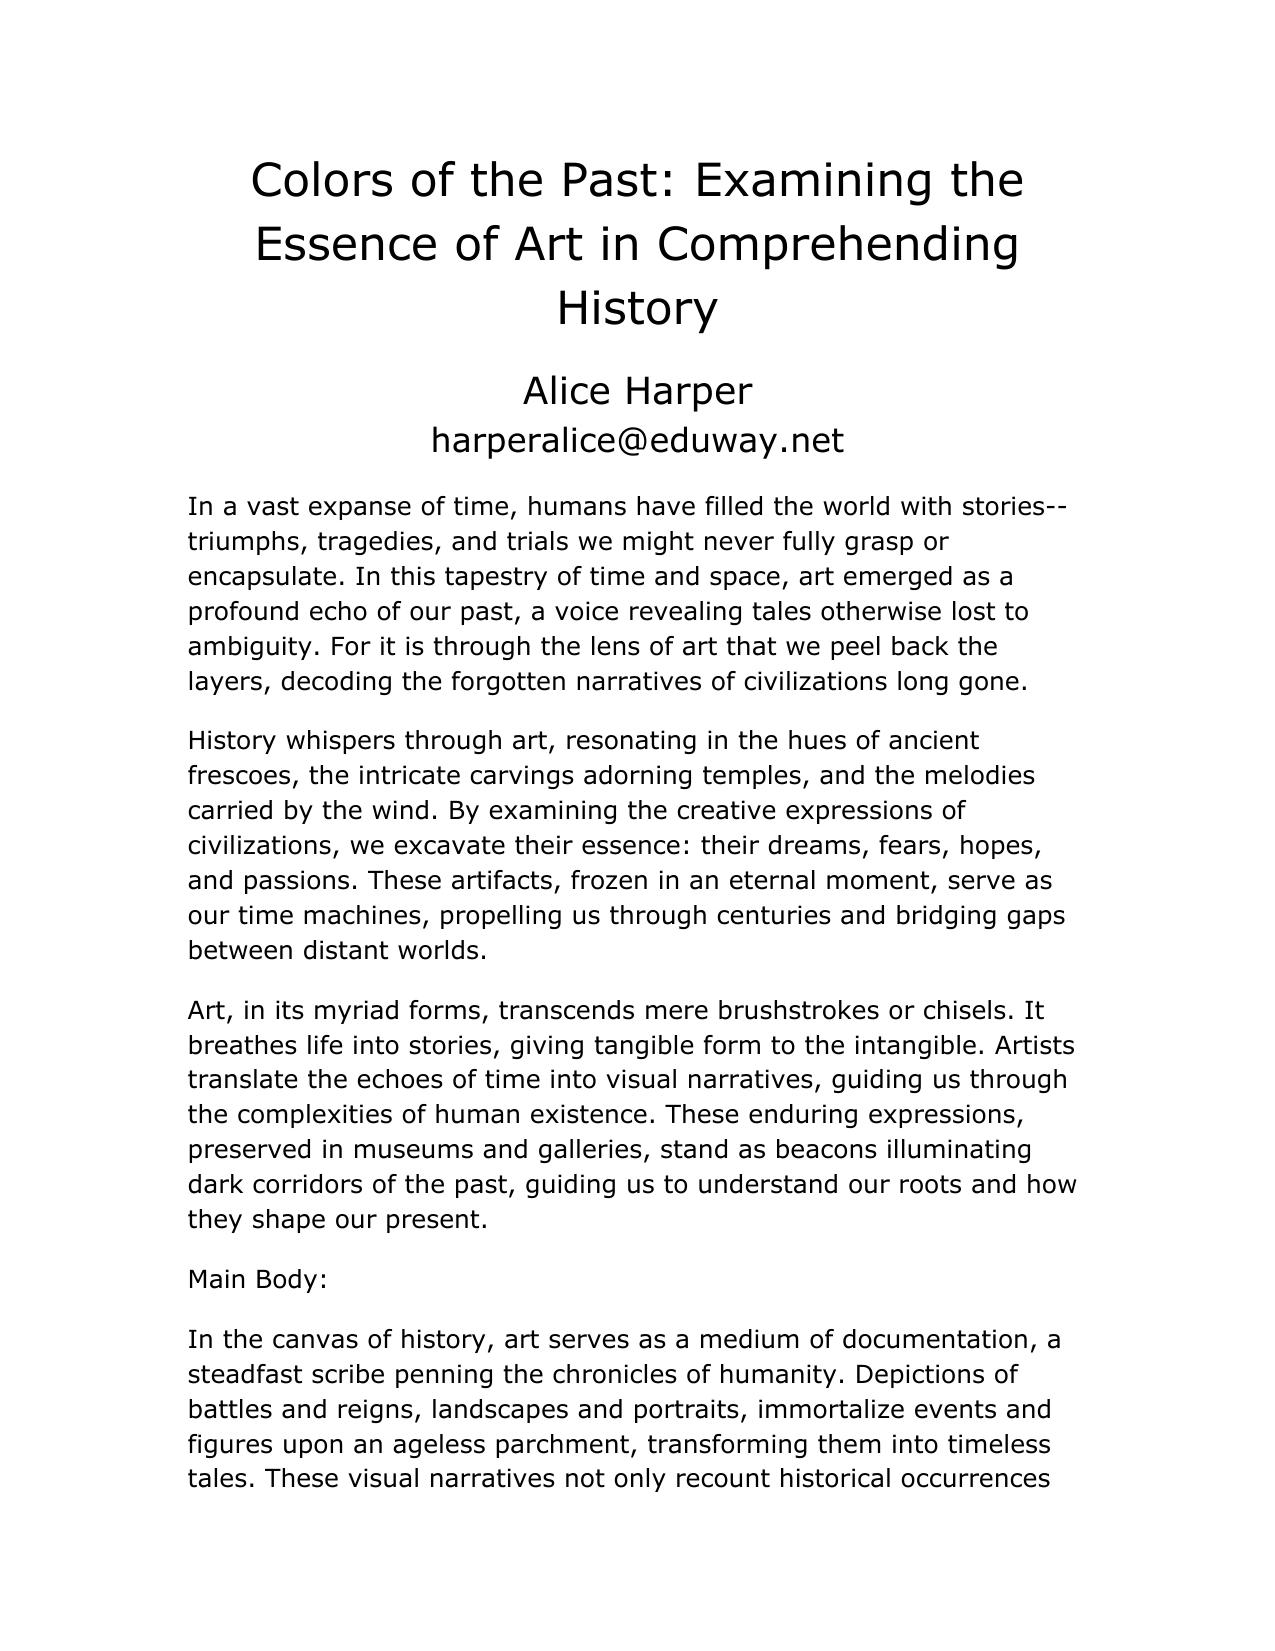 Colors of the Past: Examining the
Essence of Art in Comprehending
History
Alice Harper
harperalice@eduway.net
In a vast expanse of time, humans have filled the world with stories--
triumphs, tragedies, and trials we might never fully grasp or
encapsulate. In this tapestry of time and space, art emerged as a
profound echo of our past, a voice revealing tales otherwise lost to
ambiguity. For it is through the lens of art that we peel back the
layers, decoding the forgotten narratives of civilizations long gone.
History whispers through art, resonating in the hues of ancient
frescoes, the intricate carvings adorning temples, and the melodies
carried by the wind. By examining the creative expressions of
civilizations, we excavate their essence: their dreams, fears, hopes,
and passions. These artifacts, frozen in an eternal moment, serve as
our time machines, propelling us through centuries and bridging gaps
between distant worlds.
Art, in its myriad forms, transcends mere brushstrokes or chisels. It
breathes life into stories, giving tangible form to the intangible. Artists
translate the echoes of time into visual narratives, guiding us through
the complexities of human existence. These enduring expressions,
preserved in museums and galleries, stand as beacons illuminating
dark corridors of the past, guiding us to understand our roots and how
they shape our present.
Main Body:
In the canvas of history, art serves as a medium of documentation, a
steadfast scribe penning the chronicles of humanity. Depictions of
battles and reigns, landscapes and portraits, immortalize events and
figures upon an ageless parchment, transforming them into timeless
tales. These visual narratives not only recount historical occurrences